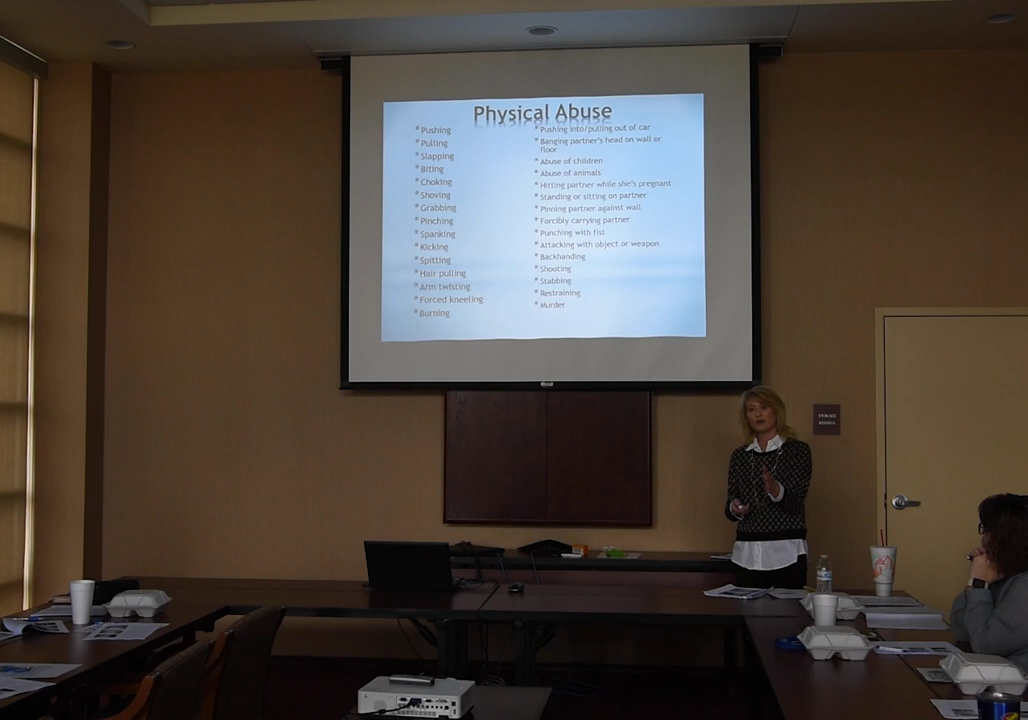 Physical Abuse
* Pushing
* Pulling
* Slapping
* Biting
* Choking
* Shoving
* Grabbing
* Pinching
* Spanking
* Kicking
* Spitting
* Hair pulling
* Arm twisting
* Forced kneeling
* Burning
* Pushing into/pulling out of car
* Banging partner's head on wall or
floor
* Abuse of children
* Abuse of animals
* Hitting partner while she's pregnant
* Standing or sitting on partner
* Pinning partner against wall
* Forcibly carrying partner
* Punching with fist
* Attacking with object or weapon
* Backhanding
* Shooting
* Stabbing
* Restraining
* Murder
STORAGE